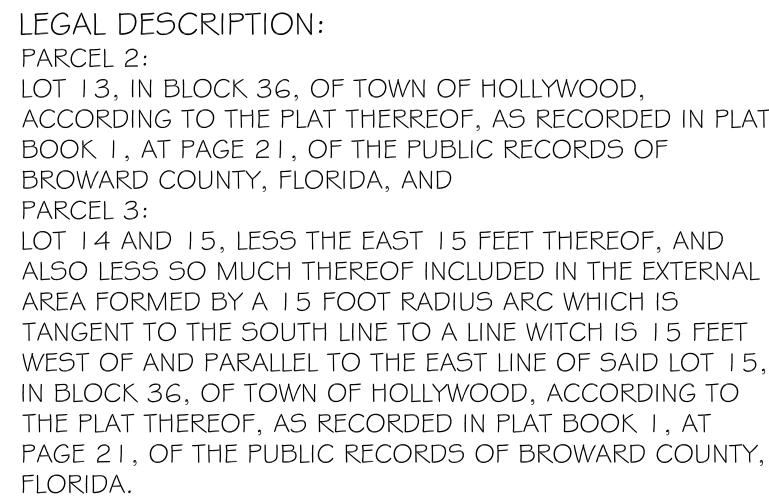 LEGAL DESCRIPTION:
PARCEL 2:
LOT 13, IN BLOCK 36, OF TOWN OF HOLLYWOOD,
ACCORDING TO THE PLAT THERREOF, AS RECORDED IN PLAT
BOOK 1, AT PAGE 21, OF THE PUBLIC RECORDS OF
BROWARD COUNTY, FLORIDA, AND
PARCEL 3:
LOT 14 AND 15, LESS THE EAST 15 FEET THEREOF, AND
ALSO LESS SO MUCH THEREOF INCLUDED IN THE EXTERNAL
AREA FORMED BY A 15 FOOT RADIUS ARC WHICH IS
TANGENT TO THE SOUTH LINE TO A LINE WITCH IS 15 FEET
WEST OF AND PARALLEL TO THE EAST LINE OF SAID LOT 15,
IN BLOCK 36, OF TOWN OF HOLLYWOOD, ACCORDING TO
THE PLAT THEREOF, AS RECORDED IN PLAT BOOK 1, AT
PAGE 21, OF THE PUBLIC RECORDS OF BROWARD COUNTY,
FLORIDA.